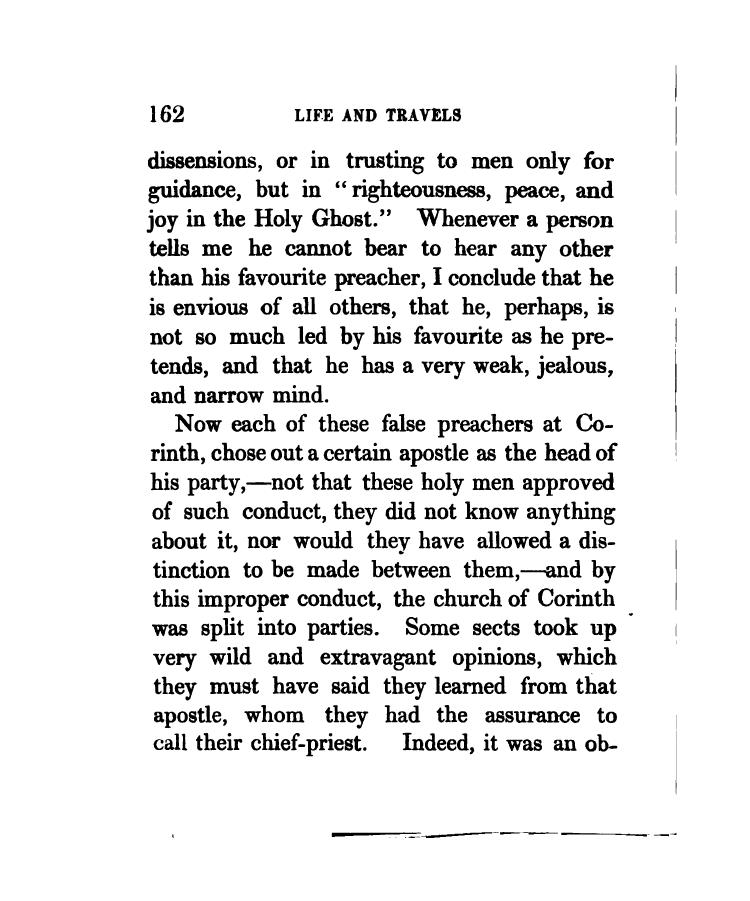 162 LIFE AND TRAVELS
dissensions, or in trusting to men only for
guidance, but in “righteousness, peace, and
joy in the Holy Ghost.” Whenever a person
tells me he cannot bear to hear any other
than his favourite preacher, I conclude that he
is envious of all others, that he, perhaps, is
not so much led by his favourite as he pre-
tends, and that he has a very weak, jealous,
and narrow mind.
Now each of these false preachers at Co-
rinth, chose out a certain apostle as the head of
his party,—not that these holy men approved
of such conduct, they did not know anything
about it, nor would they have allowed a dis-
tinction to be made between them,—and by
this improper conduct, the church of Corinth
was split into parties. Some sects took up
very wild and extravagant opinions, which
they must have said they learned from that
apostle, whom they had the assurance to
call their chief-priest. Indeed, it was an ob-